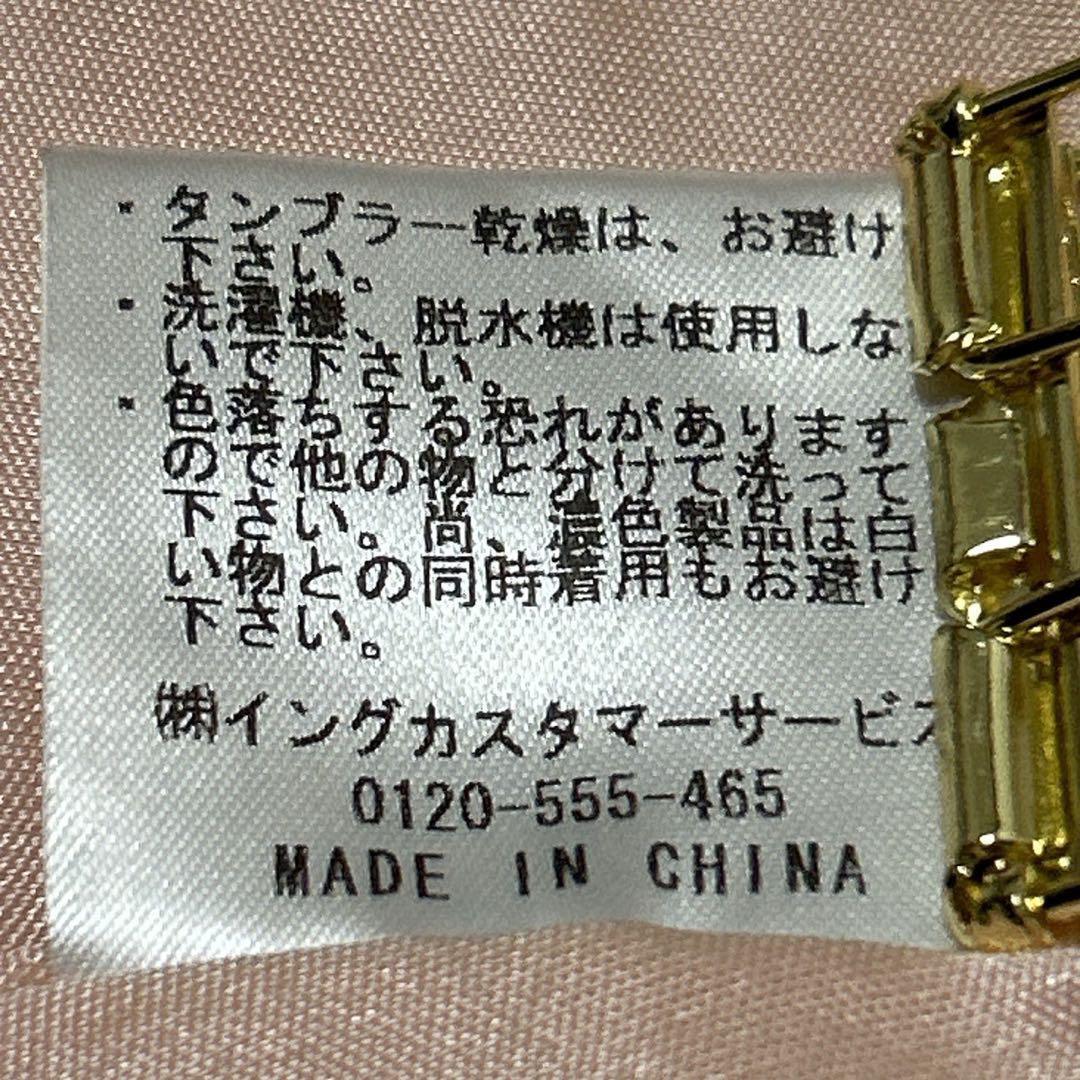 ・タンブラー乾燥は、お避け
下さい。
・洗濯機、脱水機は使用しな
いで下さい。
・色落ちする恐れがあります
ので他の物と分けて洗って
下さい。尚、濃色製品は白
い物との同時着用もお避け
下さい。
㈱イングカスタマーサービス
0120-555-465
MADE IN CHINA